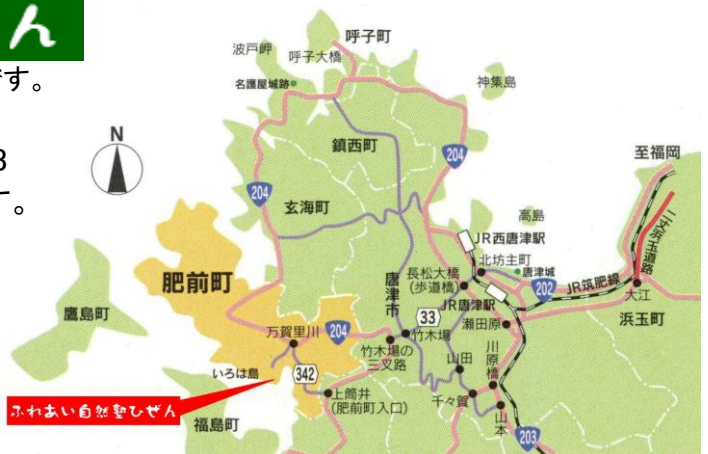 ん
です。
3
す。
N
呼子町
波戸岬
呼子大橋
名護屋城跡
神集島
鎮西町
204
至福岡
204
玄海町
高島
二丈浜玉道路
JR西唐津駅
北坊主町
唐津城
肥前町
長松大橋
(歩道橋)
202
JR筑肥線
大江
JR唐津駅
唐津市
33
瀬田原
浜玉町
鷹島町
万賀里川
204
竹木場
竹木場の
三叉路
山田
川原橋
いろは島
342
上筒井
(肥前町入口)
千々賀
山本
ふれあい自然塾ひぜん
福島町
203